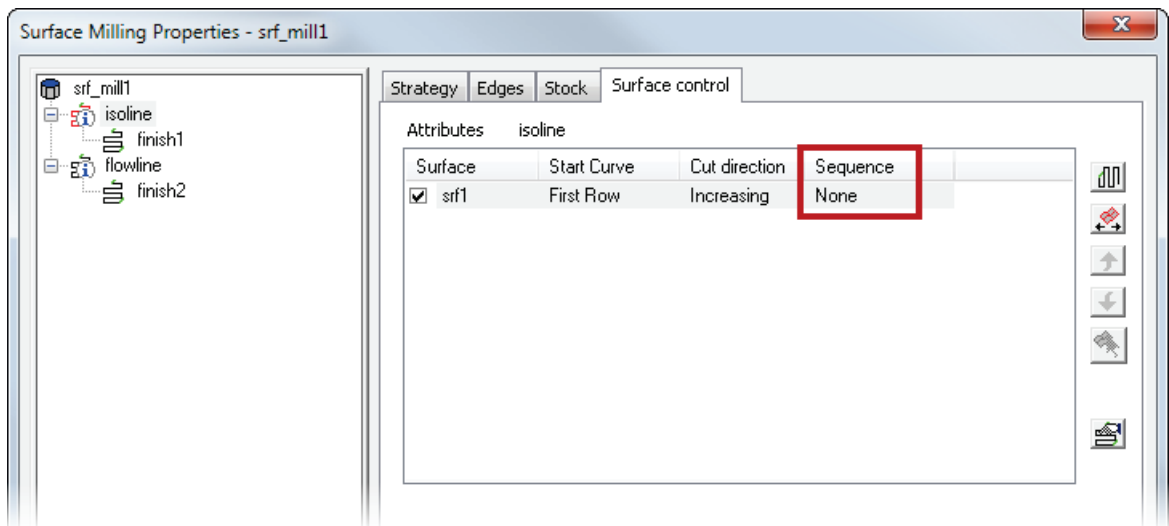 Surface Milling Properties - srf_mill1
srf_mill1
isoline
finish1
flowline
finish2
Strategy Edges Stock Surface control
Attributes isoline
Surface Start Curve Cut direction Sequence
srf1 First Row Increasing None